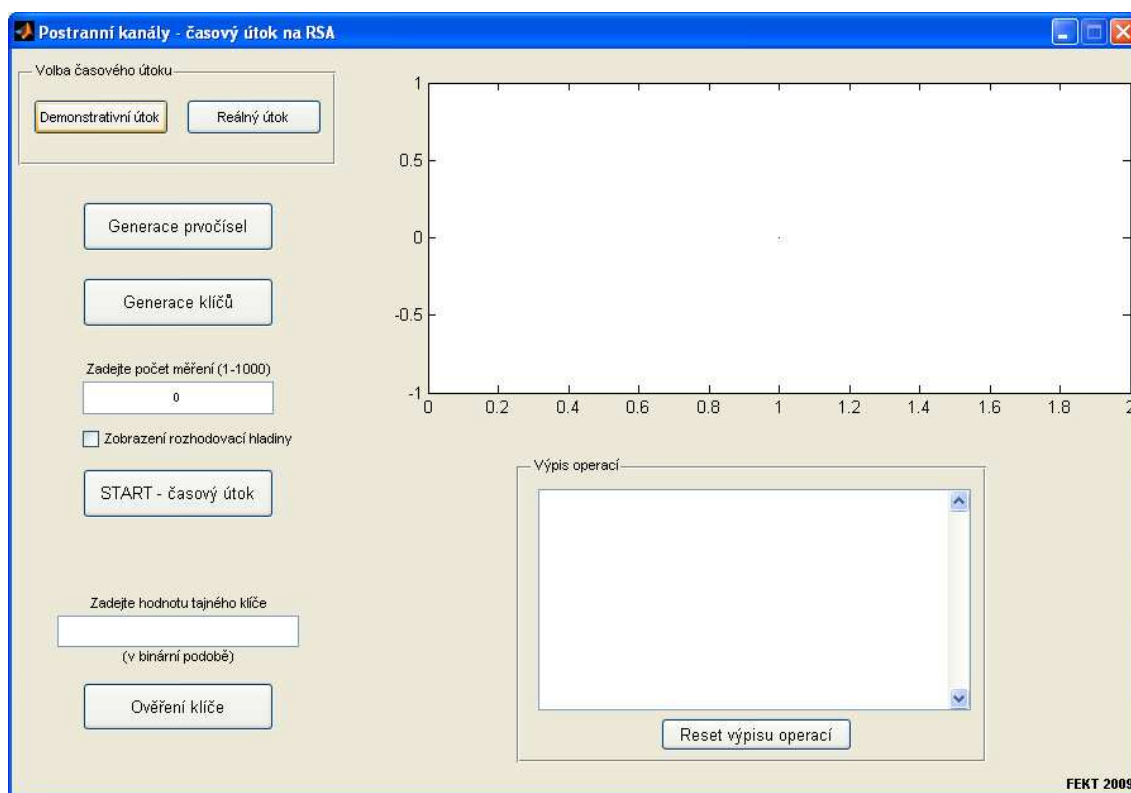 Postranní kanály - časový útok na RSA
Volba časového útoku
Demonstrativní útok
Reálný útok
Generace prvočísel
Generace klíčů
Zadejte počet měření (1-1000)
0
Zobrazení rozhodovací hladiny
START - časový útok
Zadejte hodnotu tajného klíče
(v binární podobě)
Ověření klíče
1
0.5
0
-0.5
-1
0 0.2 0.4 0.6 0.8 1 1.2 1.4 1.6 1.8 2
Výpis operací
Reset výpisu operací
FEKT 2009